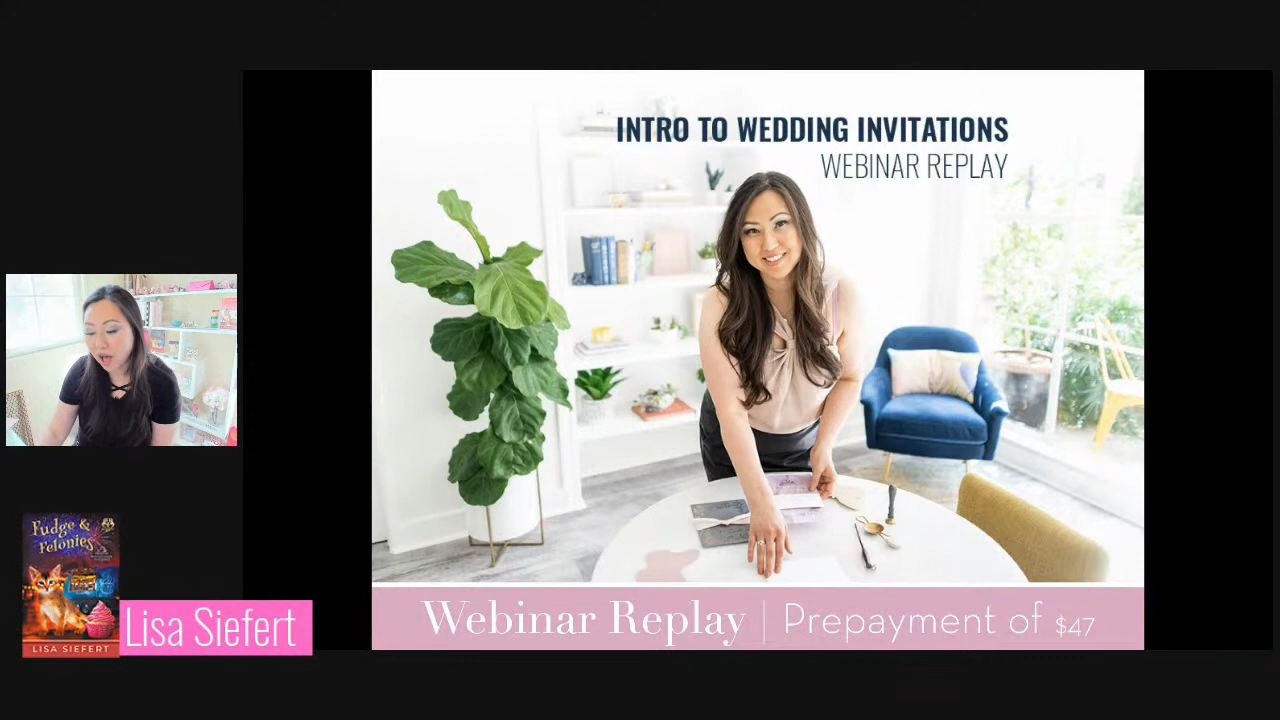 INTRO TO WEDDING INVITATIONS
WEBINAR REPLAY
Webinar Replay | Prepayment of $47
Fudge &
Felonies
LISA SIEFERT
Lisa Siefert